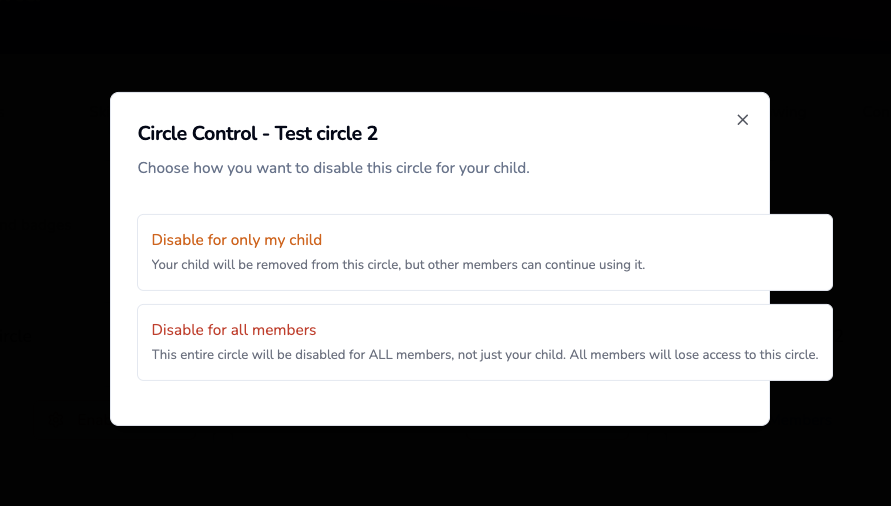 Circle Control - Test circle 2
Choose how you want to disable this circle for your child.
Disable for only my child
Your child will be removed from this circle, but other members can continue using it.
Disable for all members
This entire circle will be disabled for ALL members, not just your child. All members will lose access to this circle.